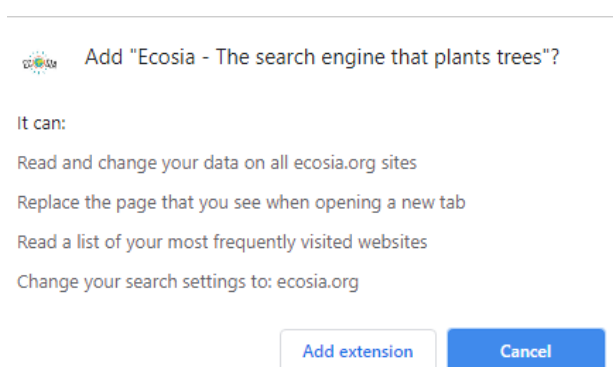 Add "Ecosia - The search engine that plants trees"?
It can:
Read and change your data on all ecosia.org sites
Replace the page that you see when opening a new tab
Read a list of your most frequently visited websites
Change your search settings to: ecosia.org
Add extension
Cancel